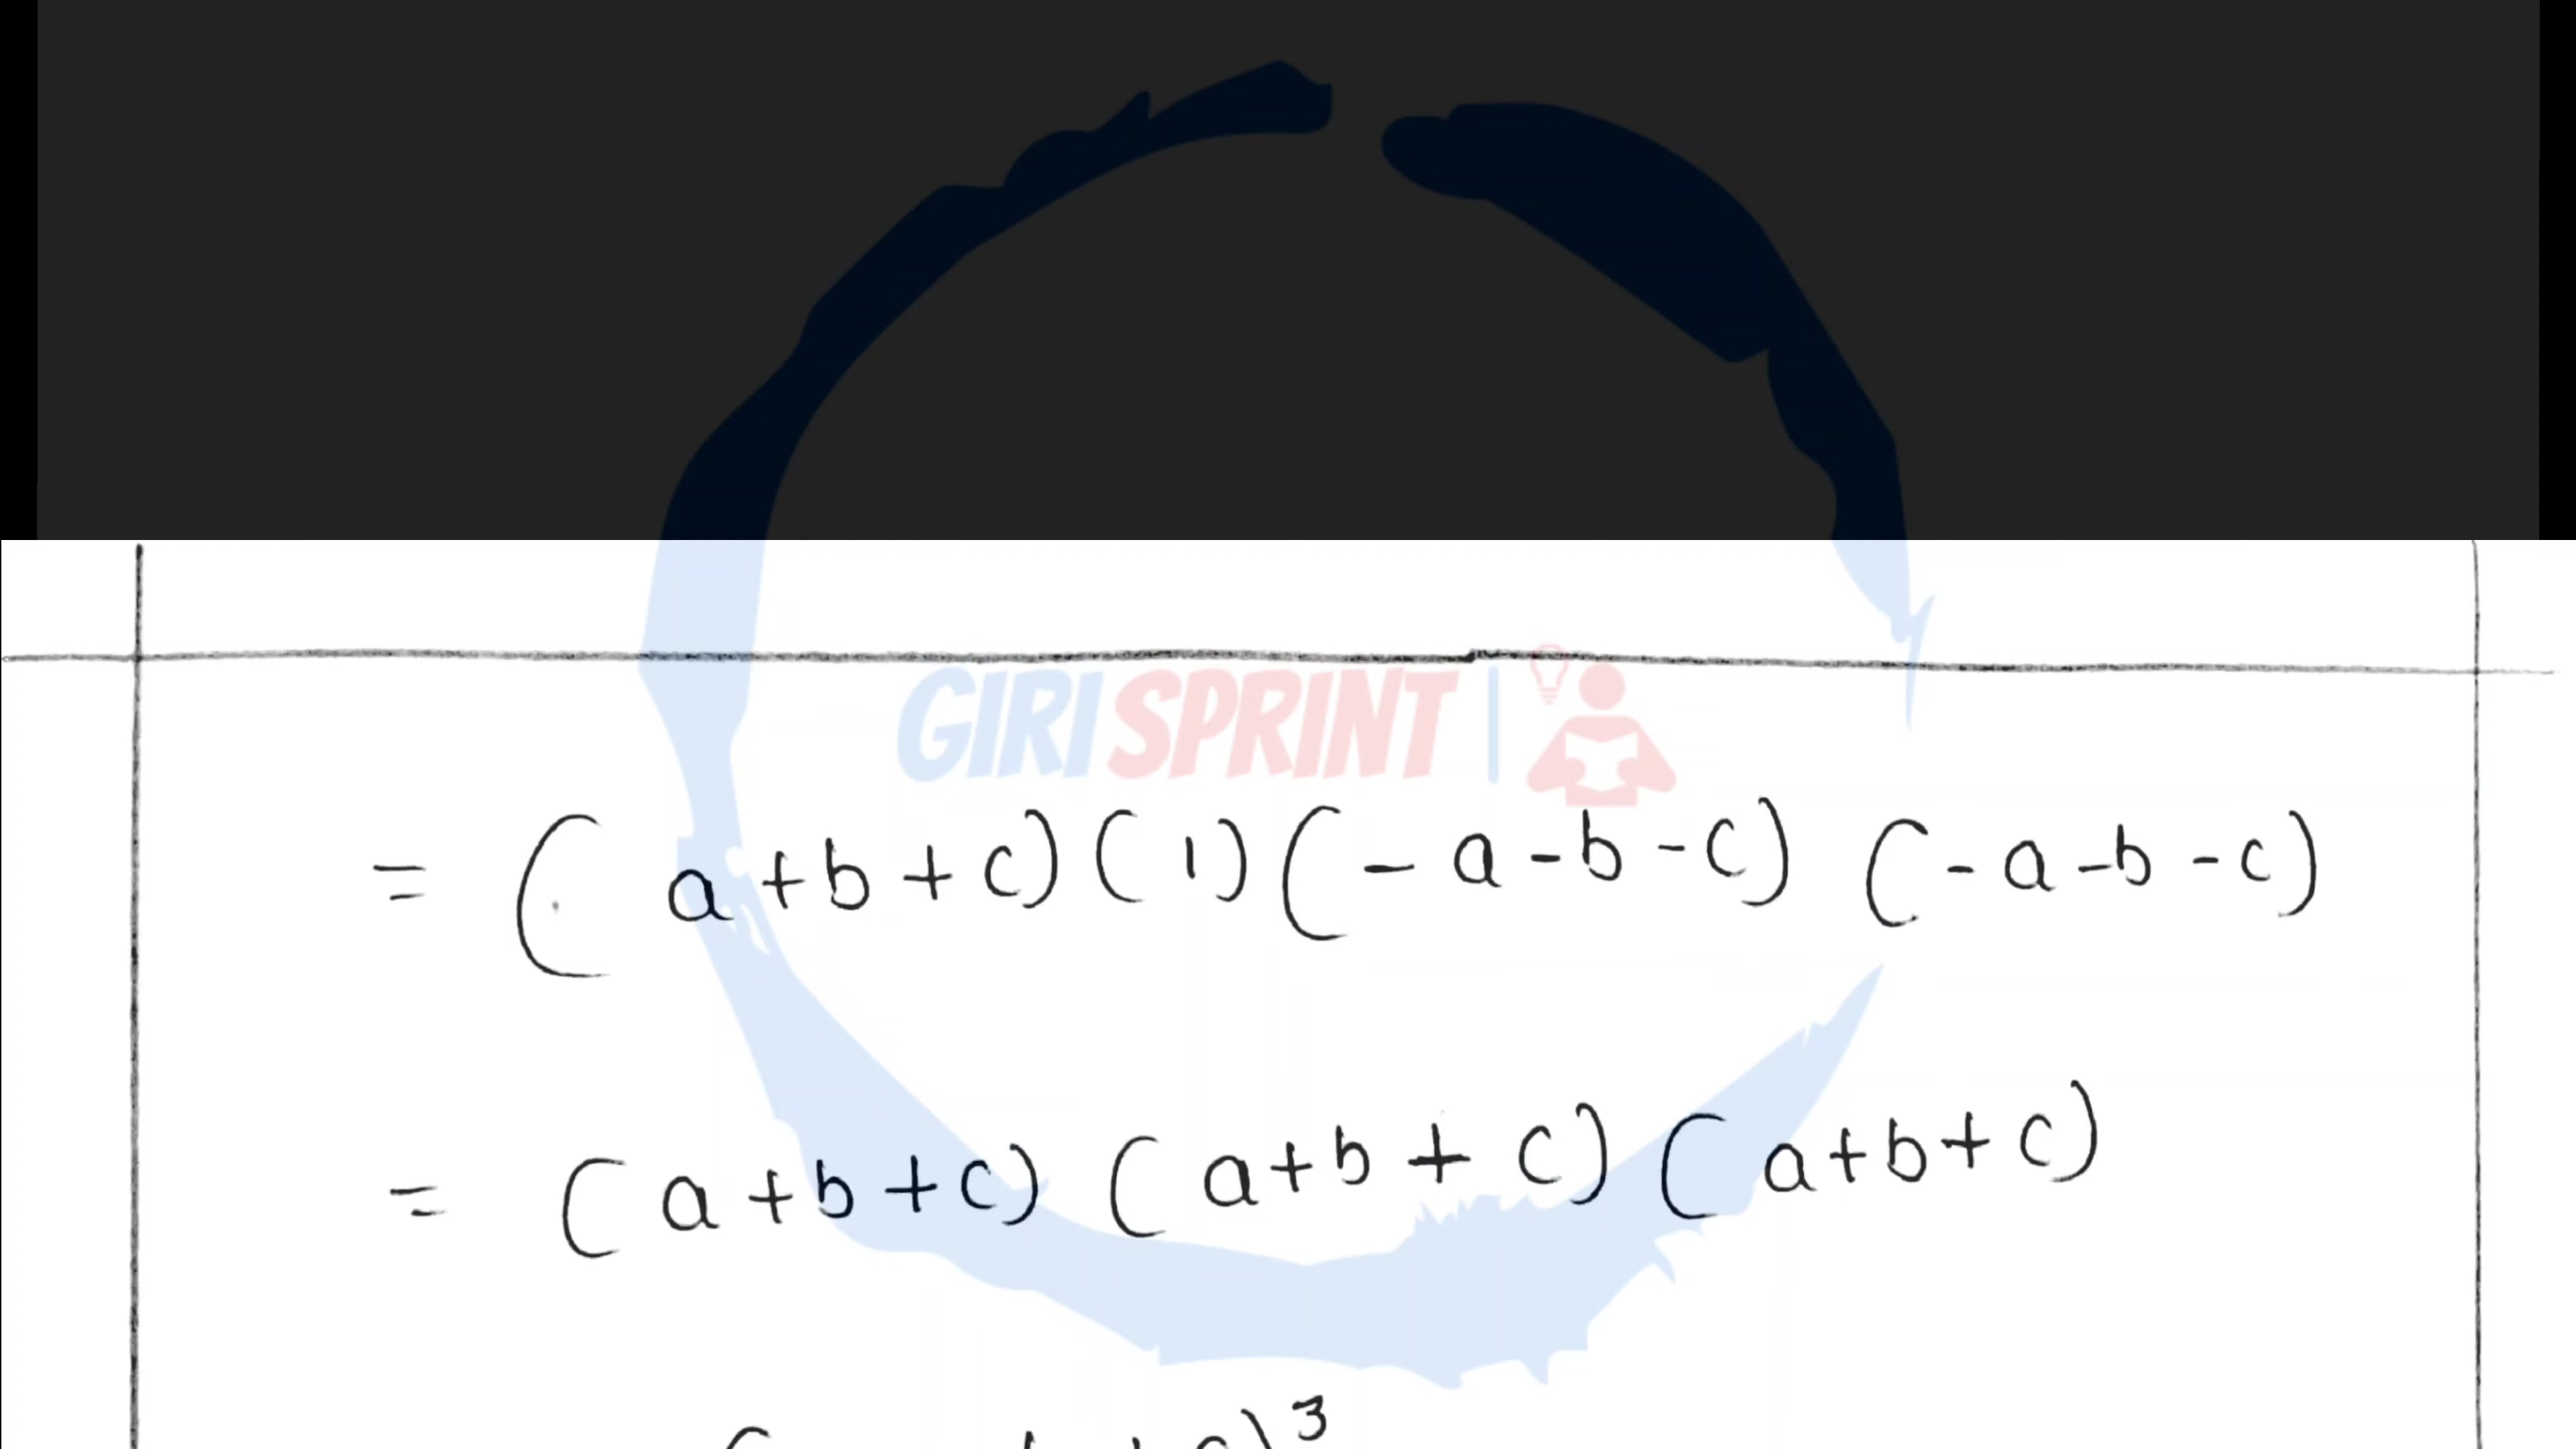 GIRI SPRINT
= ( a + b + c ) ( 1 ) ( - a - b - c ) ( - a - b - c )
= ( a + b + c ) ( a + b + c ) ( a + b + c )